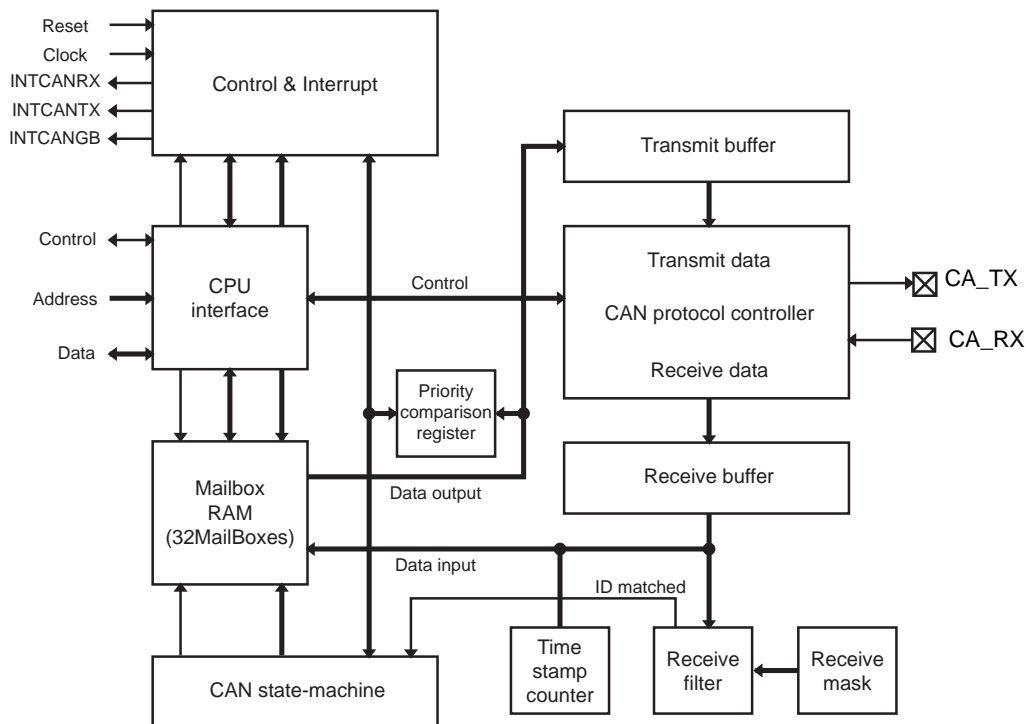 Reset
Clock
INTCANRX
INTCANTX
INTCANGB
Control & Interrupt
Transmit buffer
Control
Address
Data
CPU
interface
Control
Transmit data
CAN protocol controller
Receive data
CA_TX
CA_RX
Priority
comparison
register
Mailbox
RAM
(32MailBoxes)
Data output
Receive buffer
Data input
ID matched
CAN state-machine
Time
stamp
counter
Receive
filter
Receive
mask